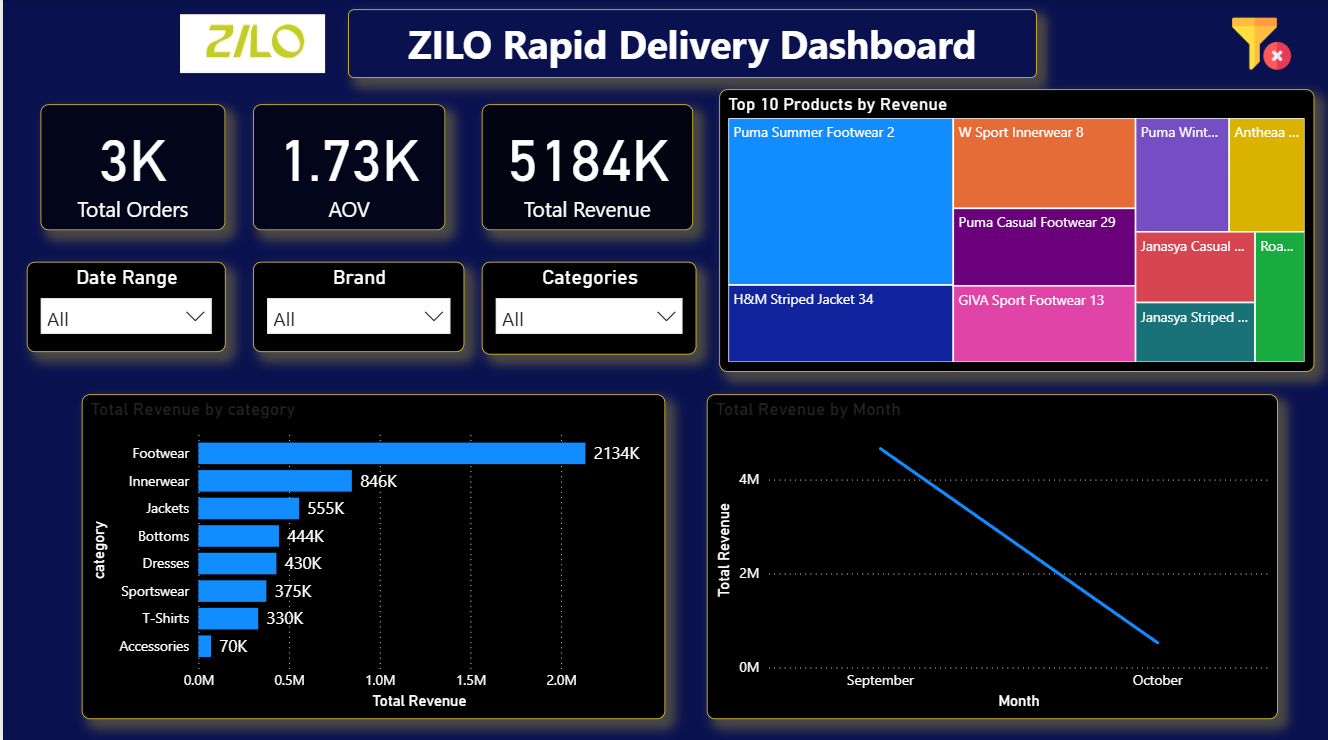 ZILO
ZILO Rapid Delivery Dashboard
3K
Total Orders
1.73K
AOV
5184K
Total Revenue
Date Range
All
Brand
All
Categories
All
Top 10 Products by Revenue
Puma Summer Footwear 2
H&M Striped Jacket 34
W Sport Innerwear 8
Puma Casual Footwear 29
GIVA Sport Footwear 13
Puma Wint...
Antheaa ...
Janasya Casual ...
Janasya Striped ...
Roa...
Total Revenue by category
category
Footwear 2134K
Innerwear 846K
Jackets 555K
Bottoms 444K
Dresses 430K
Sportswear 375K
T-Shirts 330K
Accessories 70K
0.0M 0.5M 1.0M 1.5M 2.0M
Total Revenue
Total Revenue by Month
Total Revenue
4M
2M
0M
September October
Month